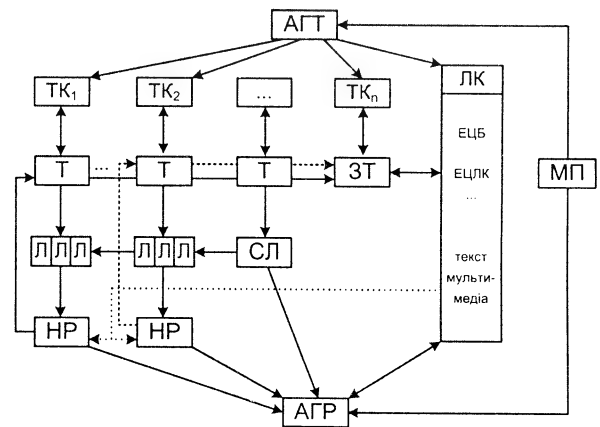 АГТ
ТК₁
ТК₂
...
ТКn
ЛК
ЕЦБ
ЕЦЛК
...
текст
мульти-
медіа
МП
Т
...
Т
Т
ЗТ
Л Л Л
Л Л Л
СЛ
НР
НР
АГР